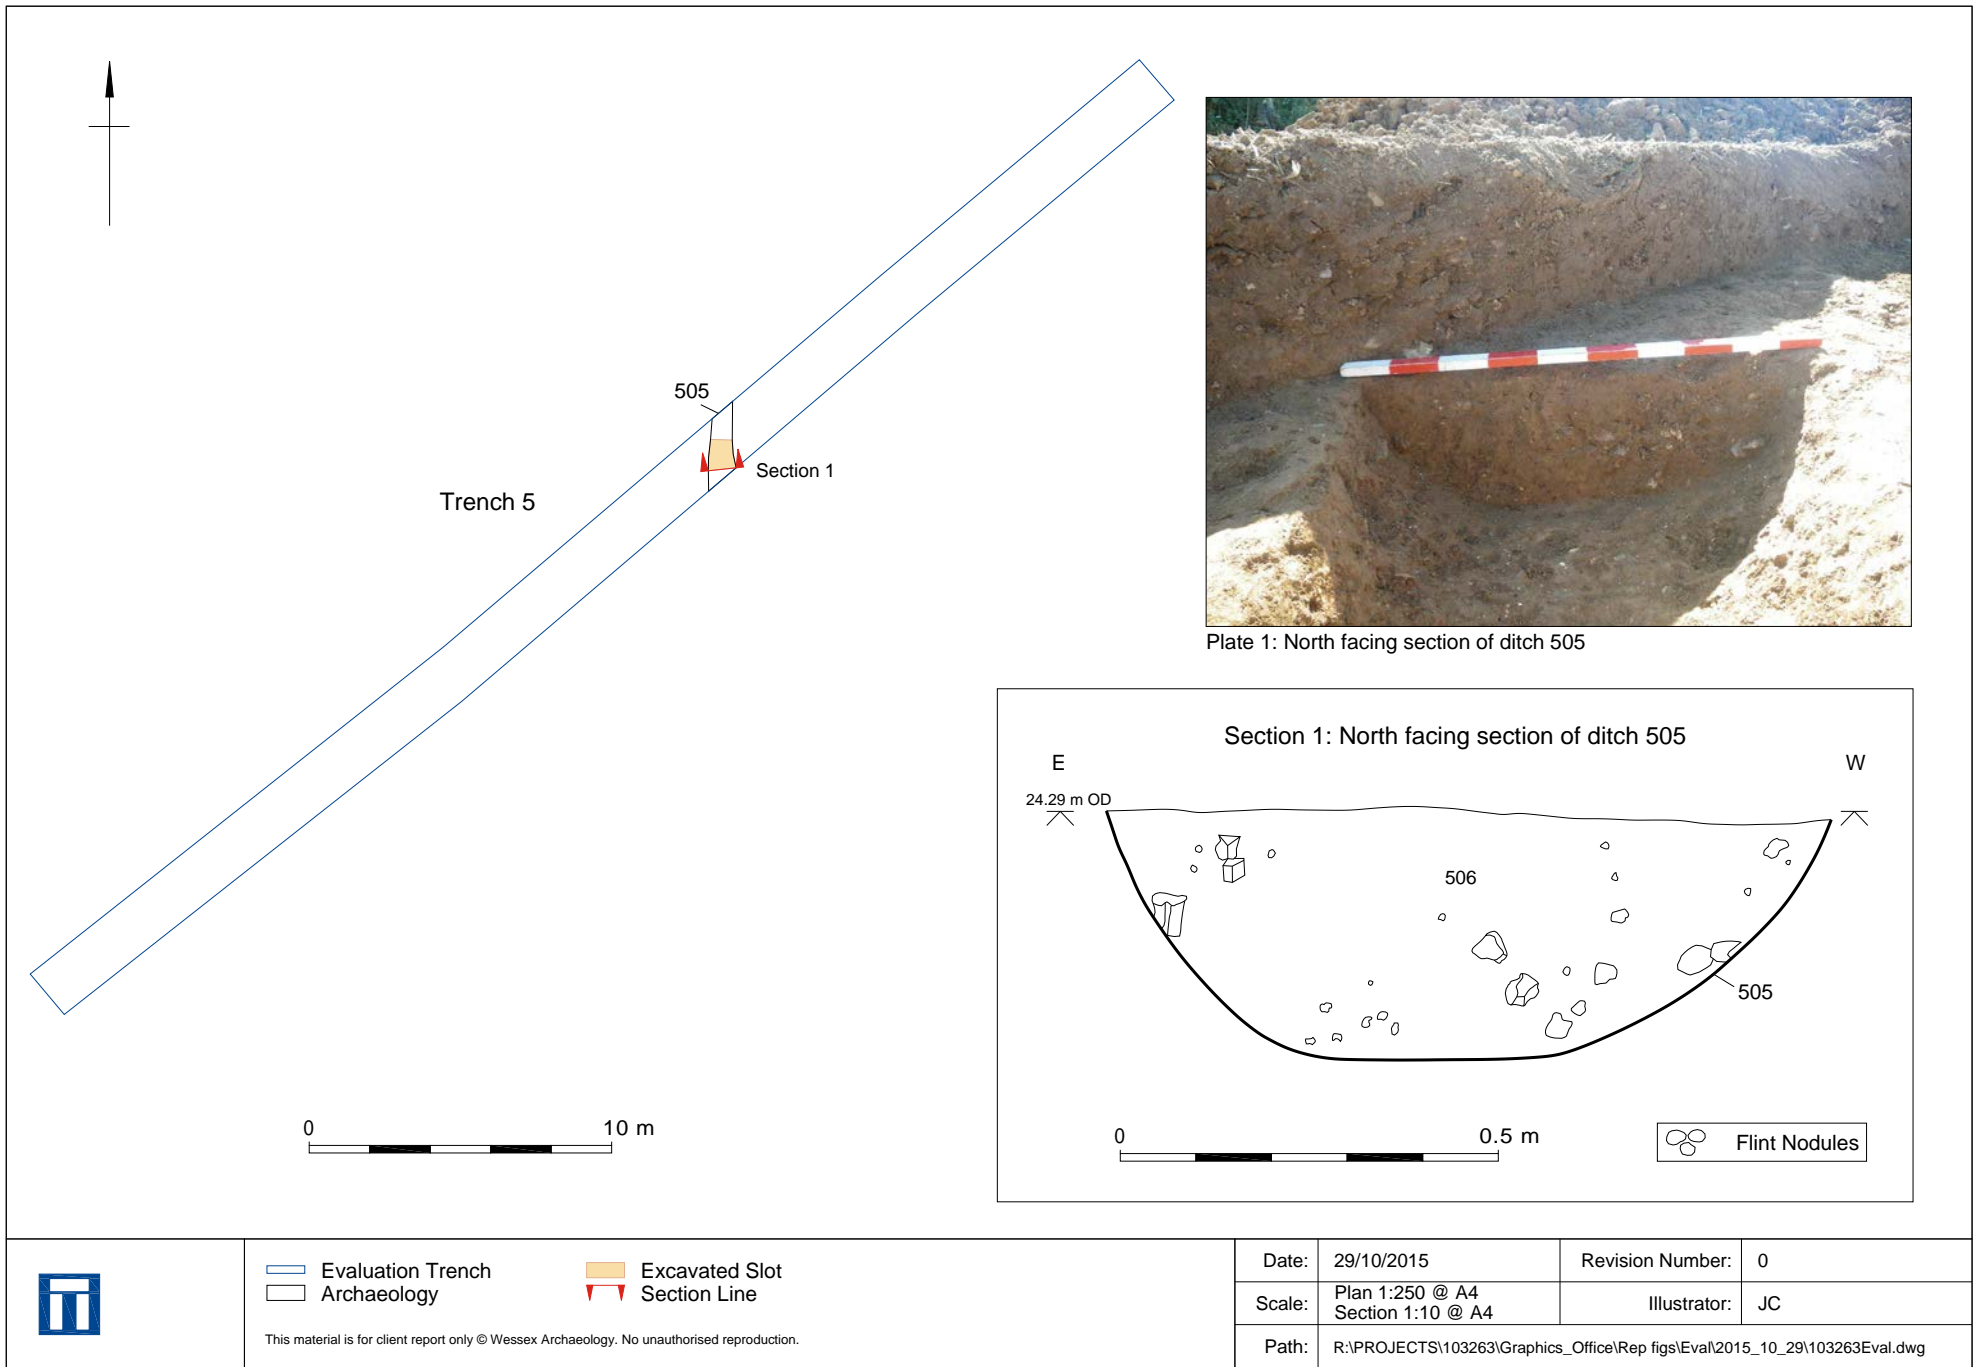 505
Section 1
Trench 5
0 10 m
Plate 1: North facing section of ditch 505
Section 1: North facing section of ditch 505
E W
24.29 m OD
506
505
0 0.5 m
Flint Nodules
Evaluation Trench
Archaeology
Excavated Slot
Section Line
This material is for client report only © Wessex Archaeology. No unauthorised reproduction.
Date: 29/10/2015 Revision Number: 0
Scale: Plan 1:250 @ A4
Section 1:10 @ A4
Illustrator: JC
Path: R:\PROJECTS\103263\Graphics_Office\Rep figs\Eval\2015_10_29\103263Eval.dwg